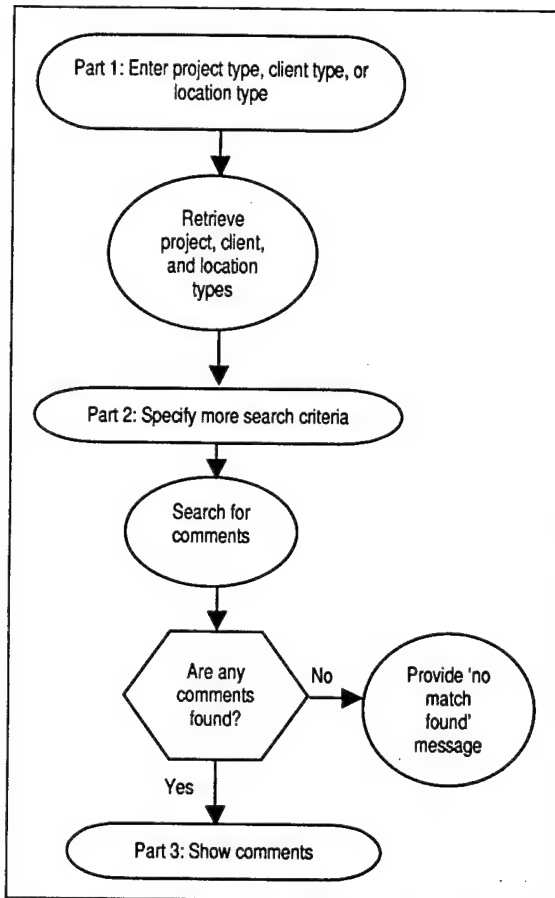 Part 1: Enter project type, client type, or
location type
Retrieve
project, client,
and location
types
Part 2: Specify more search criteria
Search for
comments
Are any
comments
found?
No
Provide 'no
match
found'
message
Yes
Part 3: Show comments